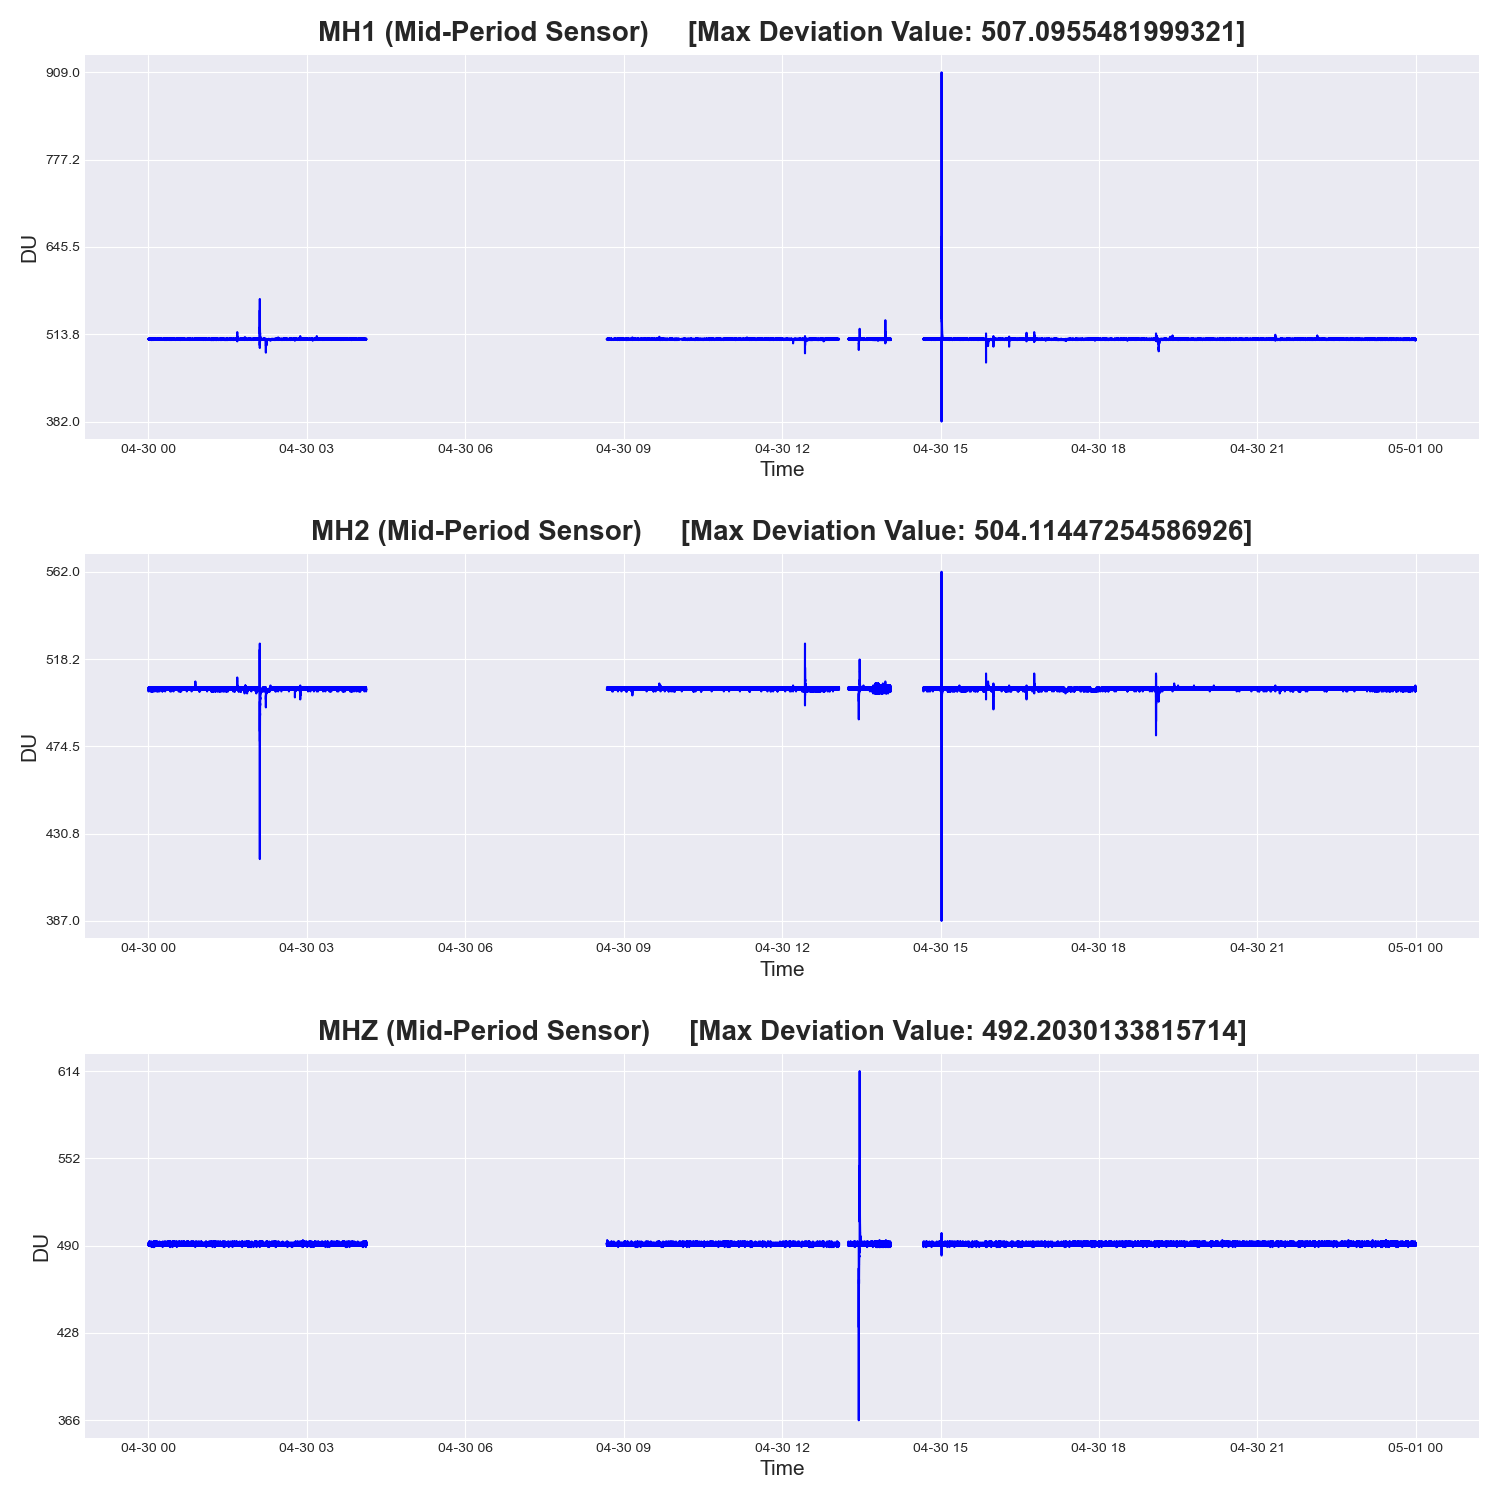 MH1 (Mid-Period Sensor) [Max Deviation Value: 507.0955481999321]
909.0
777.2
645.5
513.8
382.0
DU
04-30 00 04-30 03 04-30 06 04-30 09 04-30 12 04-30 15 04-30 18 04-30 21 05-01 00
Time
MH2 (Mid-Period Sensor) [Max Deviation Value: 504.11447254586926]
562.0
518.2
474.5
430.8
387.0
DU
04-30 00 04-30 03 04-30 06 04-30 09 04-30 12 04-30 15 04-30 18 04-30 21 05-01 00
Time
MHZ (Mid-Period Sensor) [Max Deviation Value: 492.2030133815714]
614
552
490
428
366
DU
04-30 00 04-30 03 04-30 06 04-30 09 04-30 12 04-30 15 04-30 18 04-30 21 05-01 00
Time